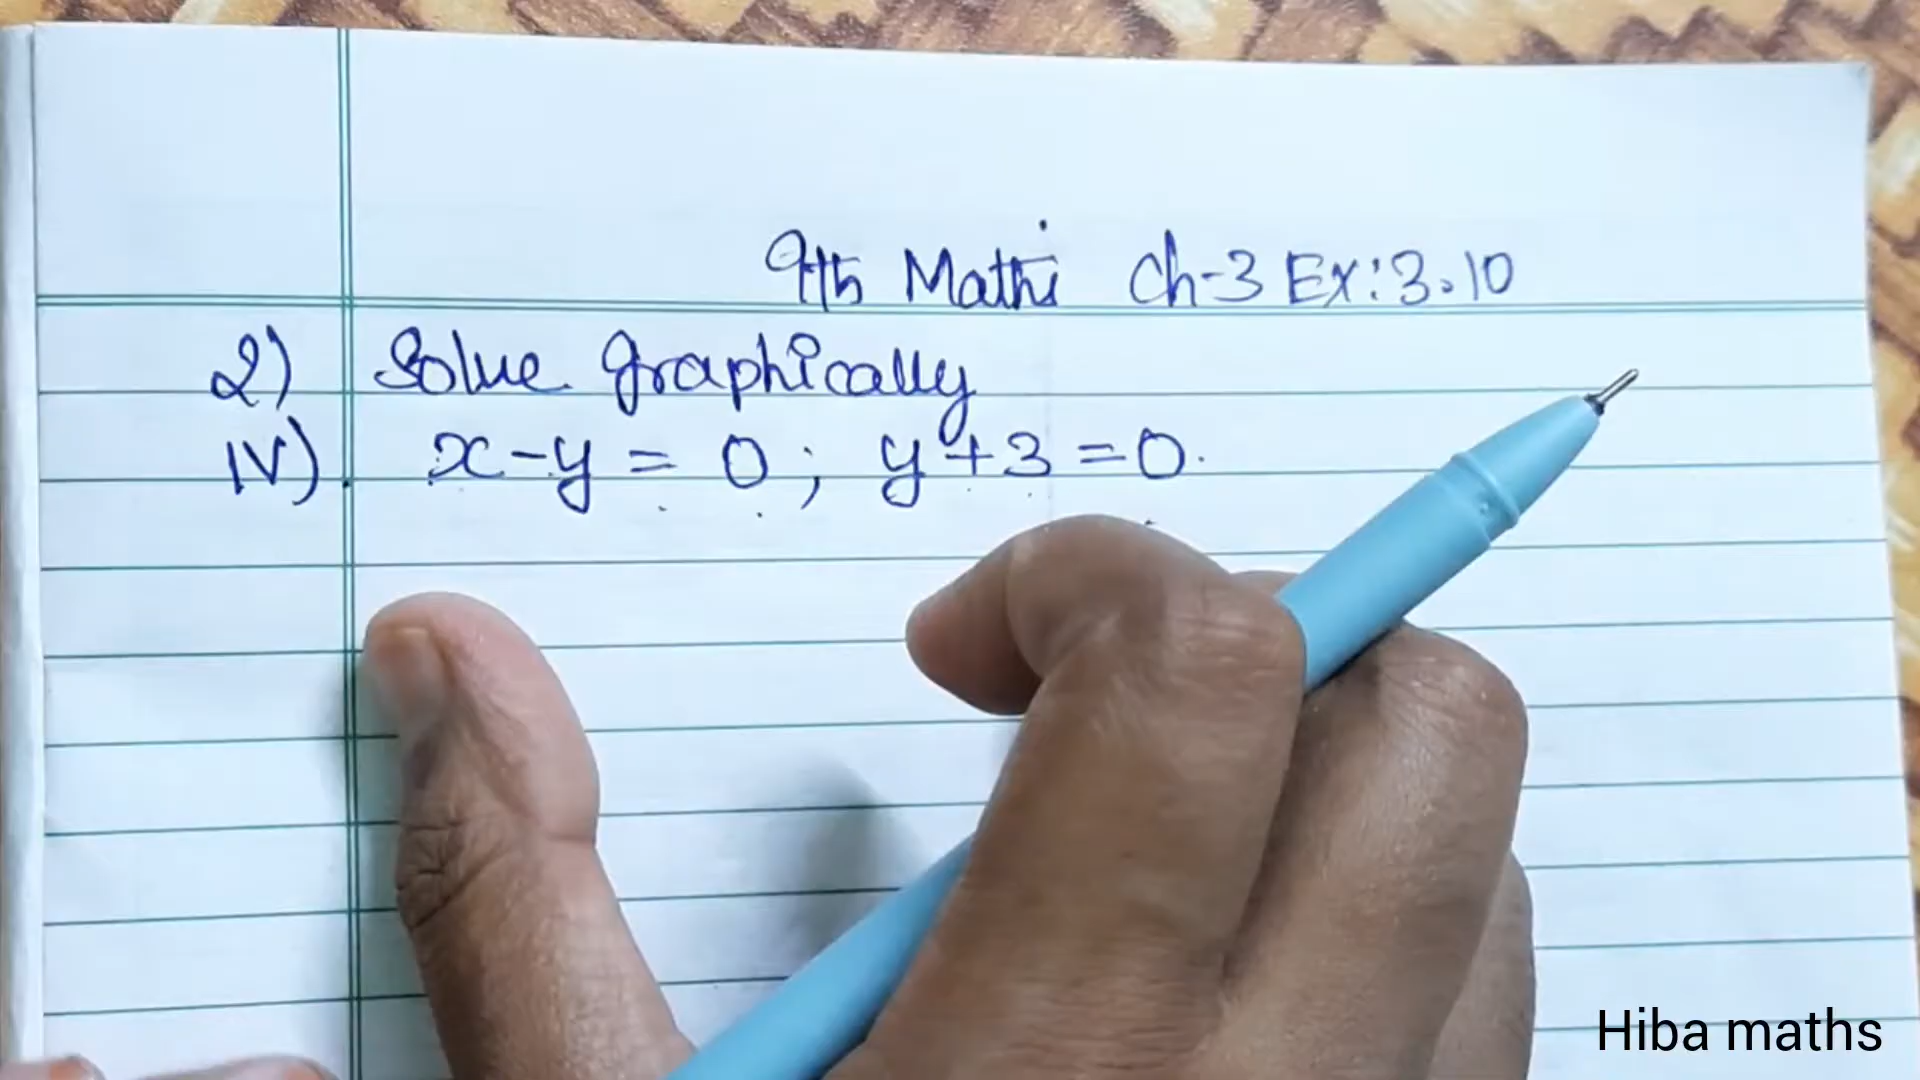 9th Maths Ch-3 Ex: 3.10
2) Solve graphically
IV) x-y = 0 ; y+3=0.
Hiba maths